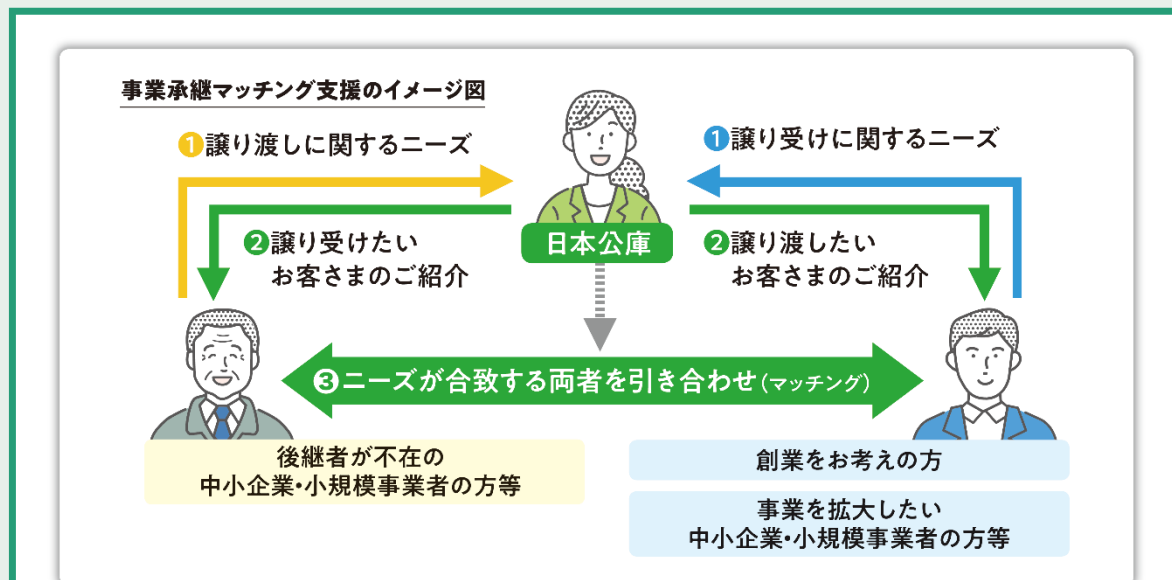 事業承継マッチング支援のイメージ図
❶譲り渡しに関するニーズ
❶譲り受けに関するニーズ
❷譲り受けたい
お客さまのご紹介
日本公庫
❷譲り渡したい
お客さまのご紹介
❸ニーズが合致する両者を引き合わせ(マッチング)
後継者が不在の
中小企業・小規模事業者の方等
創業をお考えの方
事業を拡大したい
中小企業・小規模事業者の方等